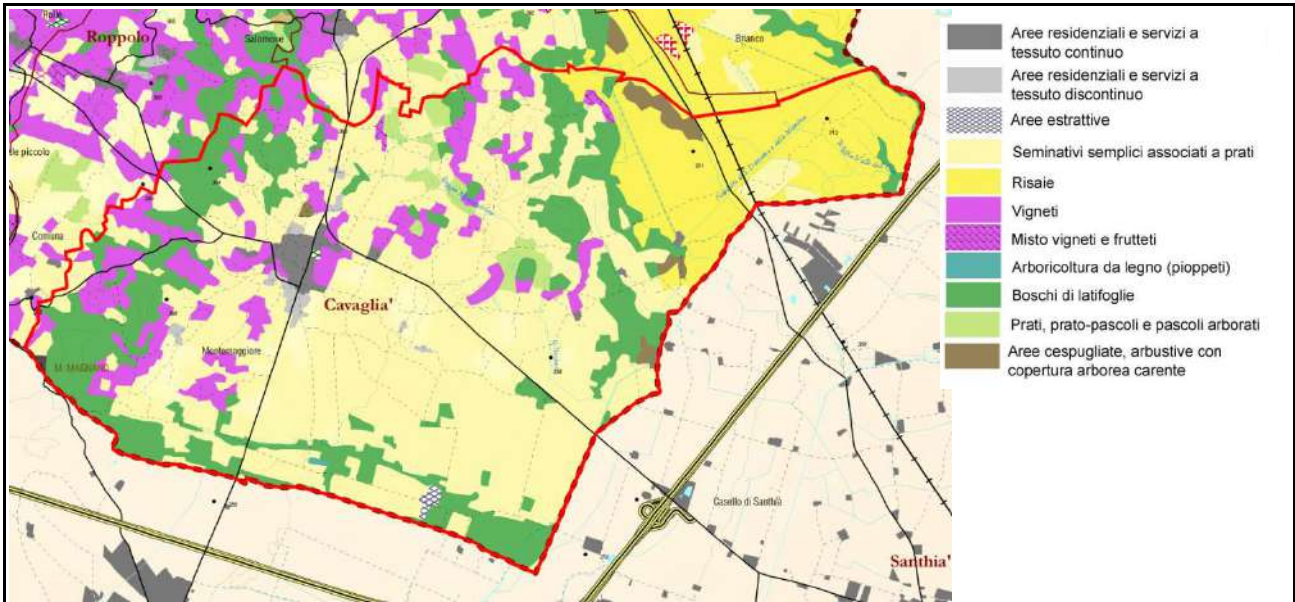 Roppolo
Salomone
Brianco
Comuna
Cavaglia'
Montemaggiore
M. MAGNANO
Casello di Santhià
Santhia'
Aree residenziali e servizi a
tessuto continuo
Aree residenziali e servizi a
tessuto discontinuo
Aree estrattive
Seminativi semplici associati a prati
Risaie
Vigneti
Misto vigneti e frutteti
Arboricoltura da legno (pioppeti)
Boschi di latifoglie
Prati, prato-pascoli e pascoli arborati
Aree cespugliate, arbustive con
copertura arborea carente